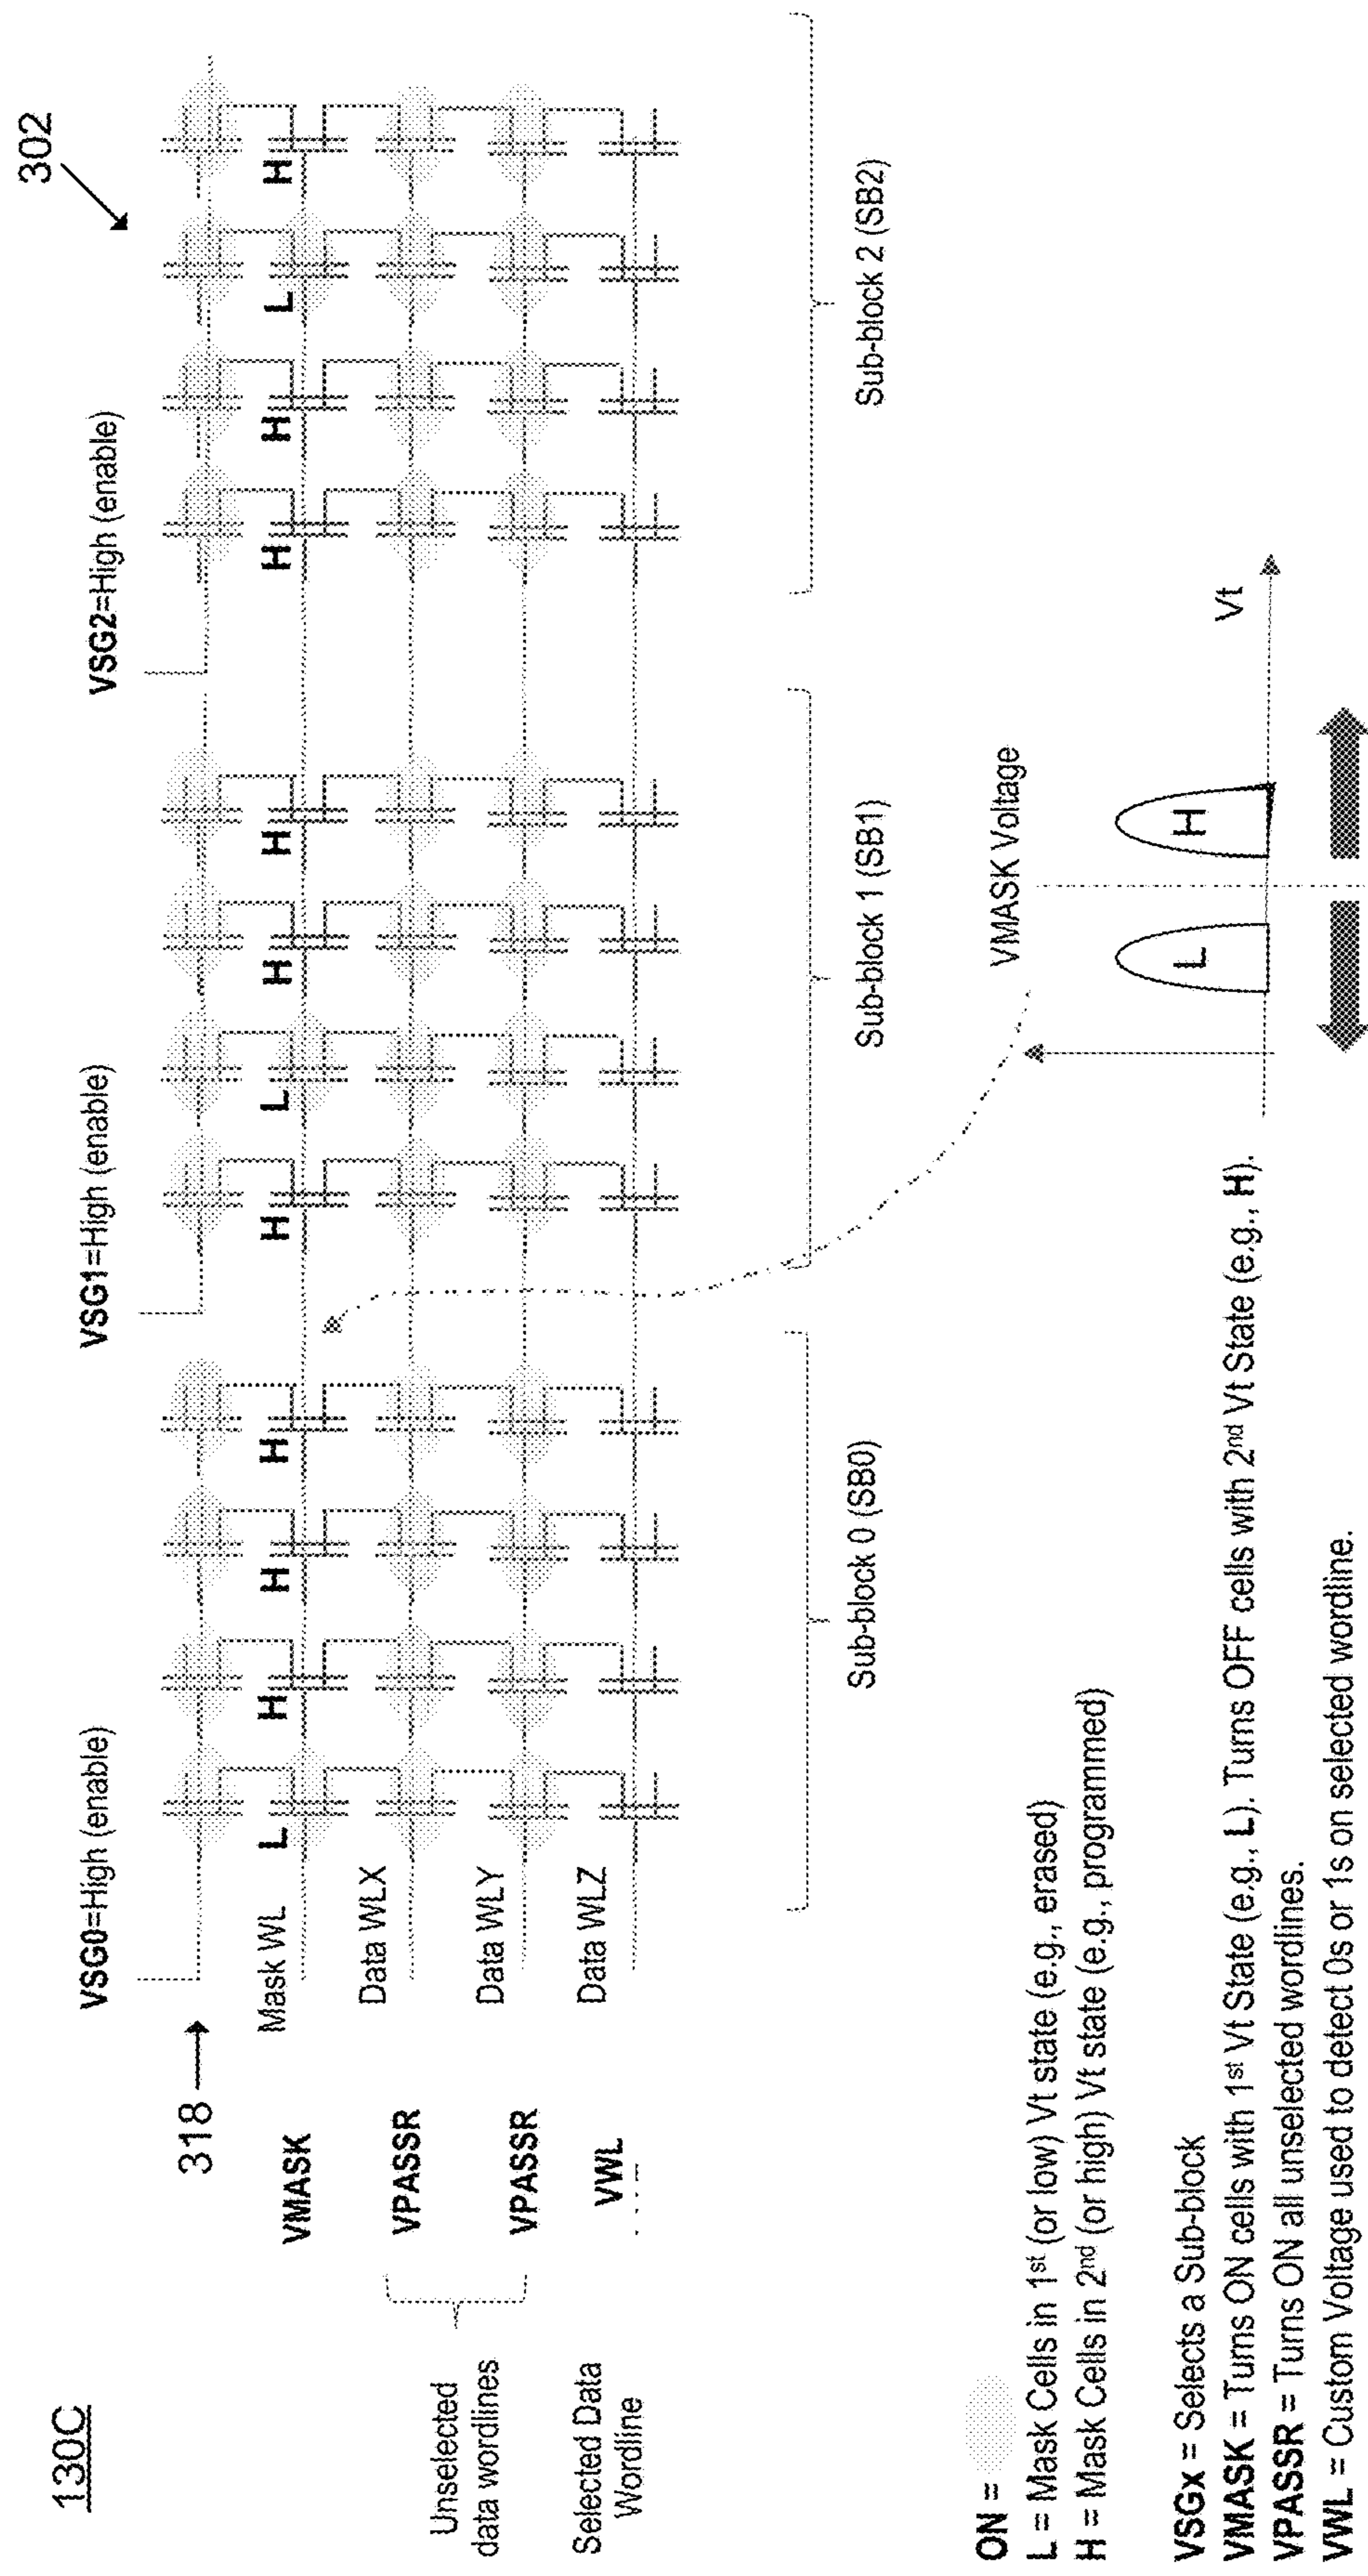 130C
302
VSG0=High (enable)
VSG1=High (enable)
VSG2=High (enable)
318
VMASK
Mask WL
L
H
H
H
H
L
H
H
H
H
L
H
Unselected
data wordlines
VPASSR
Data WLX
VPASSR
Data WLY
Selected Data
Wordline
VWL
Data WLZ
Sub-block 0 (SB0)
Sub-block 1 (SB1)
Sub-block 2 (SB2)
ON =
L = Mask Cells in 1st (or low) Vt state (e.g., erased)
H = Mask Cells in 2nd (or high) Vt state (e.g., programmed)
VMASK Voltage
L
H
Vt
VSGx = Selects a Sub-block
VMASK = Turns ON cells with 1st Vt State (e.g., L). Turns OFF cells with 2nd Vt State (e.g., H).
VPASSR = Turns ON all unselected wordlines.
VWL = Custom Voltage used to detect 0s or 1s on selected wordline.